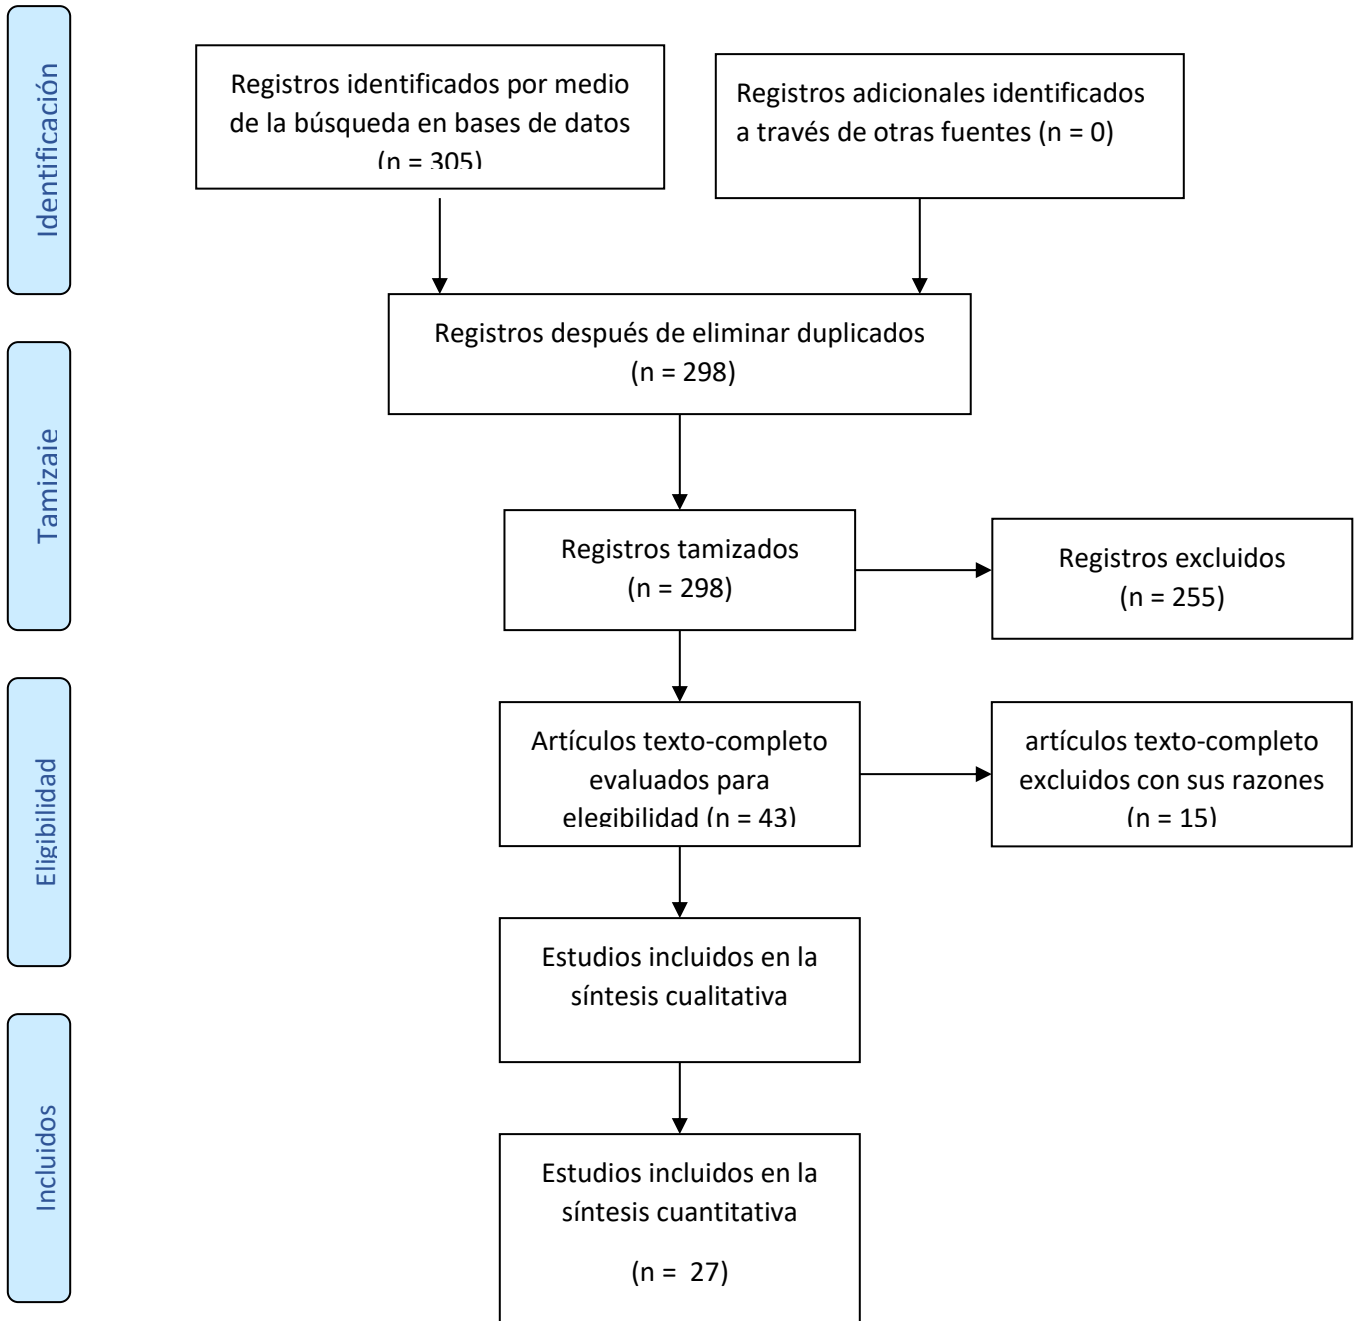 Identificación
Registros identificados por medio
de la búsqueda en bases de datos
(n = 305)
Registros adicionales identificados
a través de otras fuentes (n = 0)
Registros después de eliminar duplicados
(n = 298)
Tamizaje
Registros tamizados
(n = 298)
Registros excluidos
(n = 255)
Eligibilidad
Artículos texto-completo
evaluados para
elegibilidad (n = 43)
artículos texto-completo
excluidos con sus razones
(n = 15)
Estudios incluidos en la
síntesis cualitativa
Incluidos
Estudios incluidos en la
síntesis cuantitativa
(n = 27)